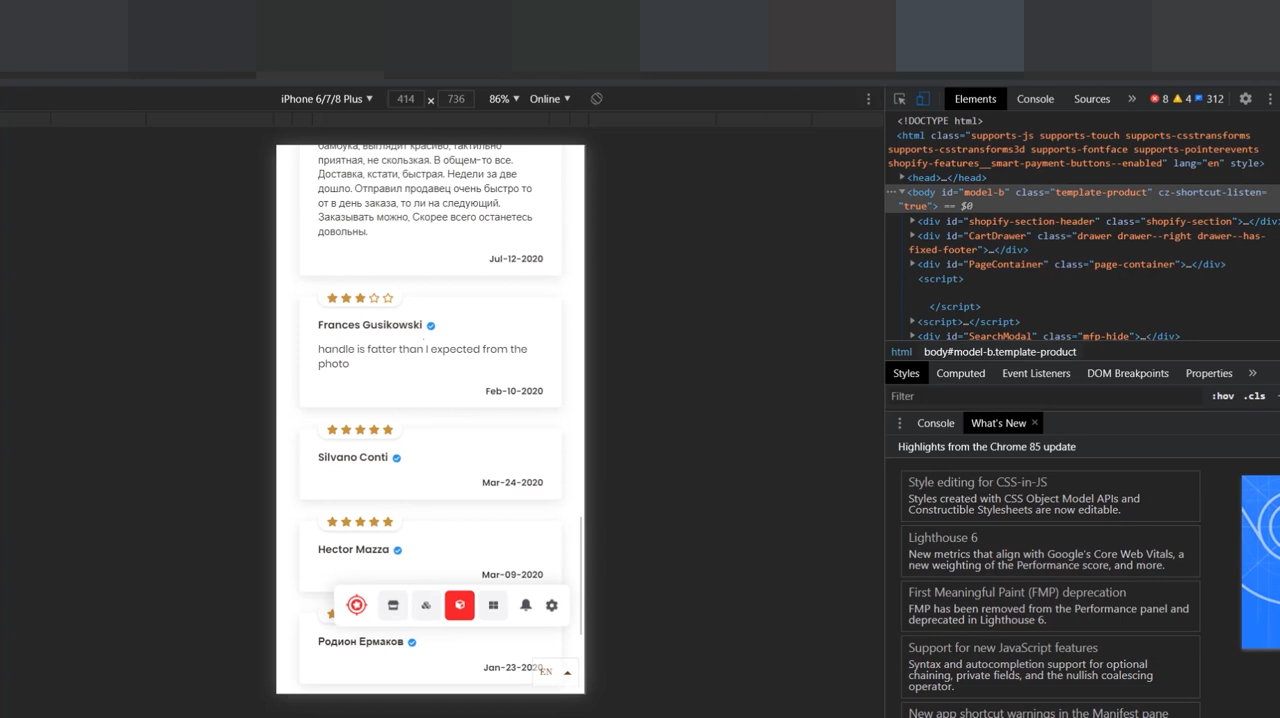 iPhone 6/7/8 Plus ▼ 414 × 736 86% ▼ Online ▼
Elements Console Sources » 8 4 312
<!DOCTYPE html>
<html class="supports-js supports-touch supports-csstransforms
supports-csstransforms3d supports-fontface supports-pointerevents
shopify-features__smart-payment-buttons--enabled" lang="en" style>
<head>…</head>
<body id="model-b" class="template-product" cz-shortcut-listen=
"true"> == $0
<div id="shopify-section-header" class="shopify-section">…</div>
<div id="CartDrawer" class="drawer drawer--right drawer--has-
fixed-footer">…</div>
<div id="PageContainer" class="page-container">…</div>
<script>
</script>
<script>…</script>
<div id="SearchModal" class="mfp-hide">…</div>
html body#model-b.template-product
Styles Computed Event Listeners DOM Breakpoints Properties »
Filter :hov .cls
Console What's New ×
Highlights from the Chrome 85 update
Style editing for CSS-in-JS
Styles created with CSS Object Model APIs and
Constructible Stylesheets are now editable.
Lighthouse 6
New metrics that align with Google's Core Web Vitals, a
new weighting of the Performance score, and more.
First Meaningful Paint (FMP) deprecation
FMP has been removed from the Performance panel and
deprecated in Lighthouse 6.
Support for new JavaScript features
Syntax and autocompletion support for optional
chaining, private fields, and the nullish coalescing
operator.
New app shortcut warnings in the Manifest pane
бамбука, выглядит красиво, тактильно
приятная, не скользкая. В общем-то все.
Доставка, кстати, быстрая. Недели за две
дошло. Отправил продавец очень быстро то
от в день заказа, то ли на следующий.
Заказывать можно, Скорее всего останетесь
довольны.
Jul-12-2020
Frances Gusikowski
handle is fatter than I expected from the
photo
Feb-10-2020
Silvano Conti
Mar-24-2020
Hector Mazza
Mar-09-2020
Родион Ермаков
Jan-23-2020
EN